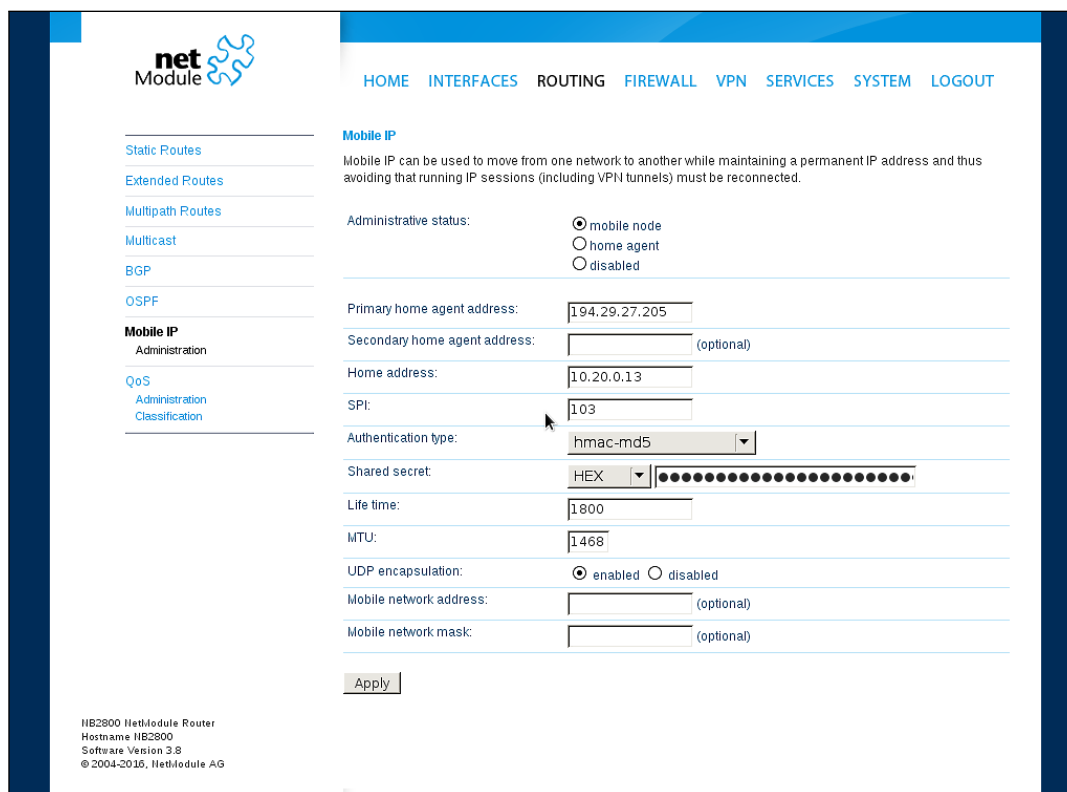 net
Module
HOME INTERFACES ROUTING FIREWALL VPN SERVICES SYSTEM LOGOUT
Static Routes
Extended Routes
Multipath Routes
Multicast
BGP
OSPF
Mobile IP
Administration
QoS
Administration
Classification
Mobile IP
Mobile IP can be used to move from one network to another while maintaining a permanent IP address and thus
avoiding that running IP sessions (including VPN tunnels) must be reconnected.
Administrative status:
mobile node
home agent
disabled
Primary home agent address: 194.29.27.205
Secondary home agent address: (optional)
Home address: 10.20.0.13
SPI: 103
Authentication type: hmac-md5
Shared secret: HEX
Life time: 1800
MTU: 1468
UDP encapsulation: enabled disabled
Mobile network address: (optional)
Mobile network mask: (optional)
Apply
NB2800 NetModule Router
Hostname NB2800
Software Version 3.8
© 2004-2016, NetModule AG